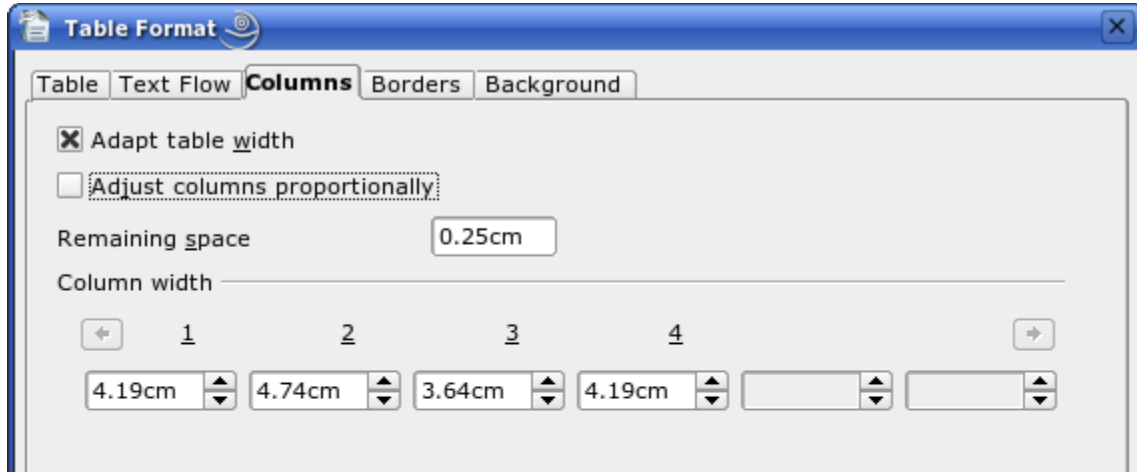 Table Format
Table Text Flow Columns Borders Background
Adapt table width
Adjust columns proportionally
Remaining space 0.25cm
Column width
1 2 3 4
4.19cm 4.74cm 3.64cm 4.19cm